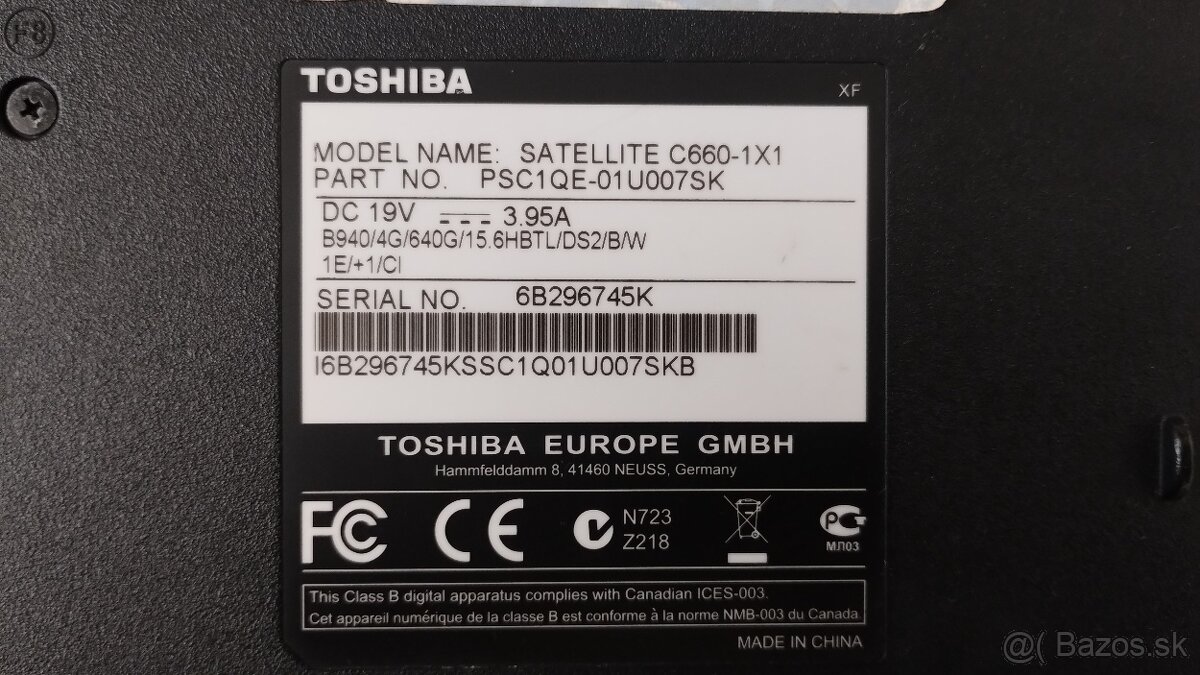 F8
TOSHIBA
XF
MODEL NAME: SATELLITE C660-1X1
PART NO. PSC1QE-01U007SK
DC 19V 3.95A
B940/4G/640G/15.6HBTL/DS2/B/W
1E/+1/CI
SERIAL NO. 6B296745K
I6B296745KSSC1Q01U007SKB
TOSHIBA EUROPE GMBH
Hammfelddamm 8, 41460 NEUSS, Germany
FC CE N723
Z218
PG
МЛ03
This Class B digital apparatus complies with Canadian ICES-003.
Cet appareil numérique de la classe B est conforme à la norme NMB-003 du Canada.
MADE IN CHINA
@( Bazos.sk